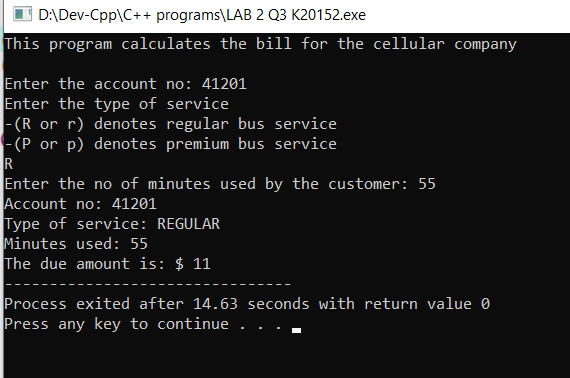 D:\Dev-Cpp\C++ programs\LAB 2 Q3 K20152.exe
This program calculates the bill for the cellular company
Enter the account no: 41201
Enter the type of service
-(R or r) denotes regular bus service
-(P or p) denotes premium bus service
R
Enter the no of minutes used by the customer: 55
Account no: 41201
Type of service: REGULAR
Minutes used: 55
The due amount is: $ 11
--------------------------------
Process exited after 14.63 seconds with return value 0
Press any key to continue . . .